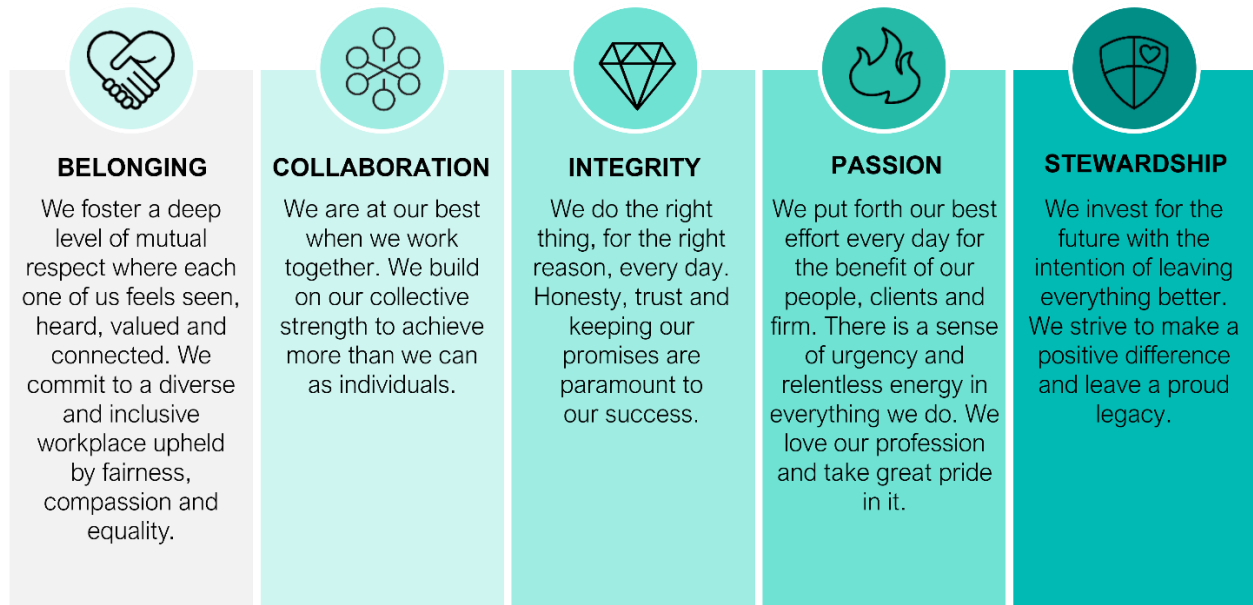 BELONGING
We foster a deep
level of mutual
respect where each
one of us feels seen,
heard, valued and
connected. We
commit to a diverse
and inclusive
workplace upheld
by fairness,
compassion and
equality.
COLLABORATION
We are at our best
when we work
together. We build
on our collective
strength to achieve
more than we can
as individuals.
INTEGRITY
We do the right
thing, for the right
reason, every day.
Honesty, trust and
keeping our
promises are
paramount to
our success.
PASSION
We put forth our best
effort every day for
the benefit of our
people, clients and
firm. There is a sense
of urgency and
relentless energy in
everything we do. We
love our profession
and take great pride
in it.
STEWARDSHIP
We invest for the
future with the
intention of leaving
everything better.
We strive to make a
positive difference
and leave a proud
legacy.